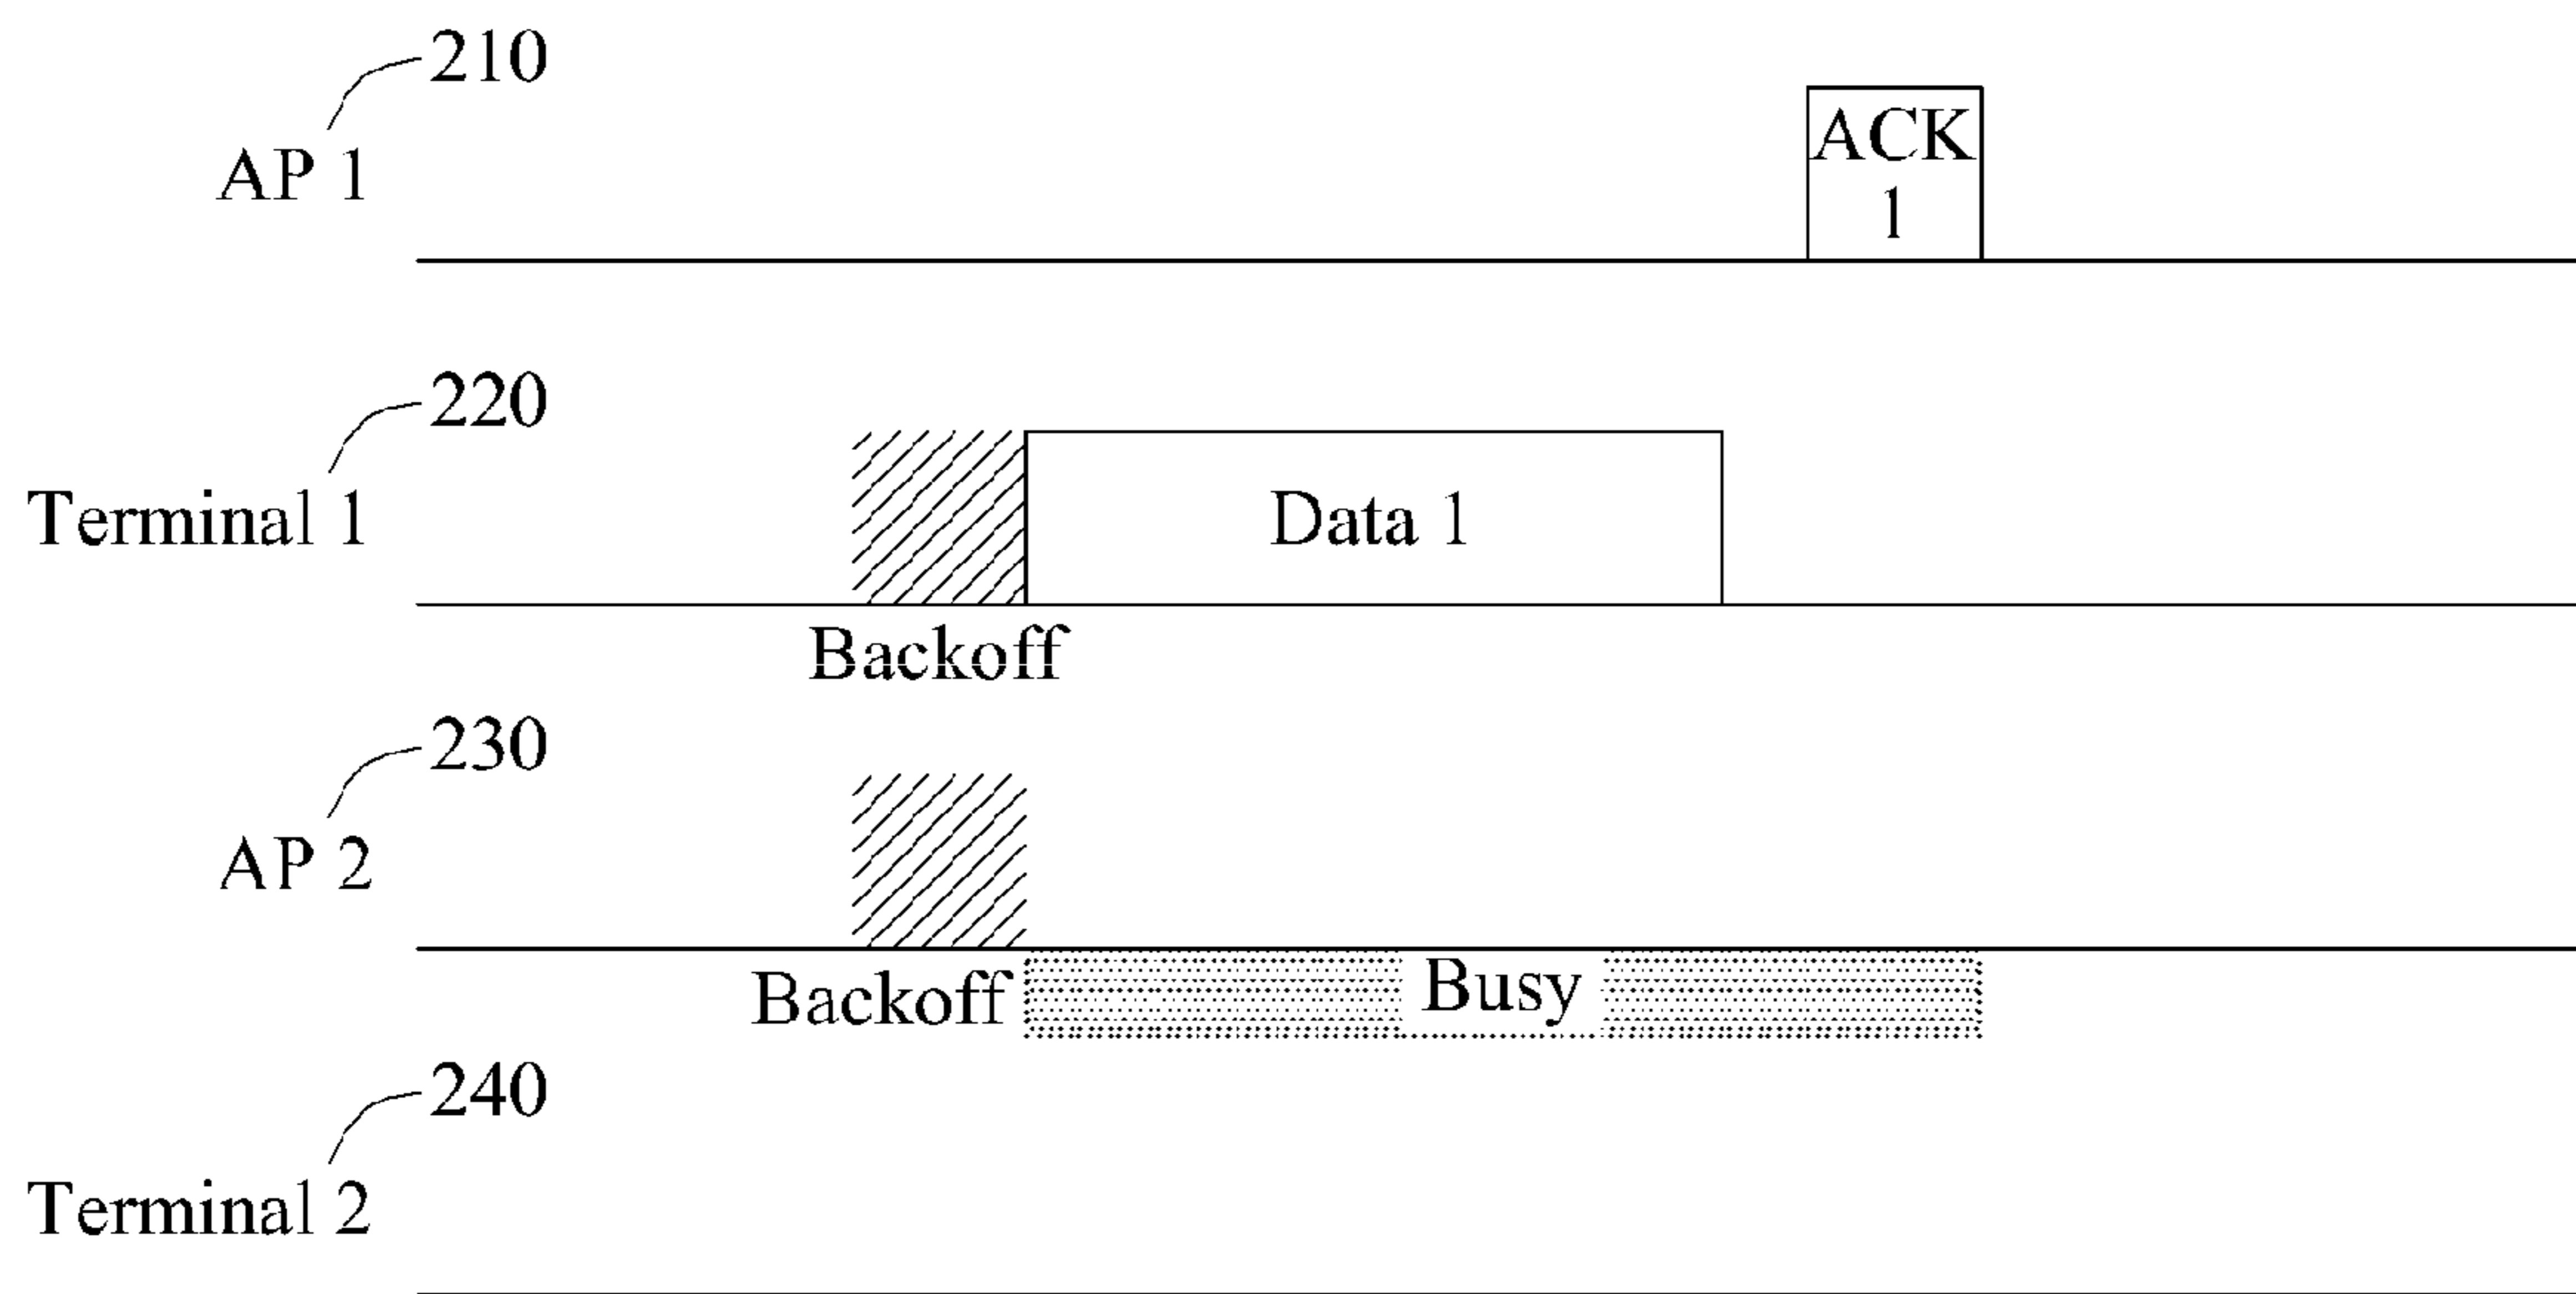 210
AP 1
ACK
1
220
Terminal 1
Data 1
Backoff
230
AP 2
Backoff
Busy
240
Terminal 2